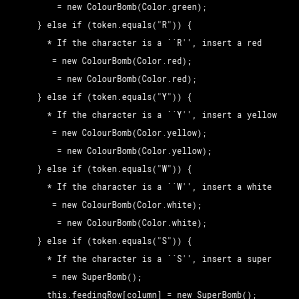 = new ColourBomb(Color.green);
} else if (token.equals("R")) {
* If the character is a ``R'', insert a red
= new ColourBomb(Color.red);
= new ColourBomb(Color.red);
} else if (token.equals("Y")) {
* If the character is a ``Y'', insert a yellow
= new ColourBomb(Color.yellow);
= new ColourBomb(Color.yellow);
} else if (token.equals("W")) {
* If the character is a ``W'', insert a white
= new ColourBomb(Color.white);
= new ColourBomb(Color.white);
} else if (token.equals("S")) {
* If the character is a ``S'', insert a super
= new SuperBomb();
this.feedingRow[column] = new SuperBomb();